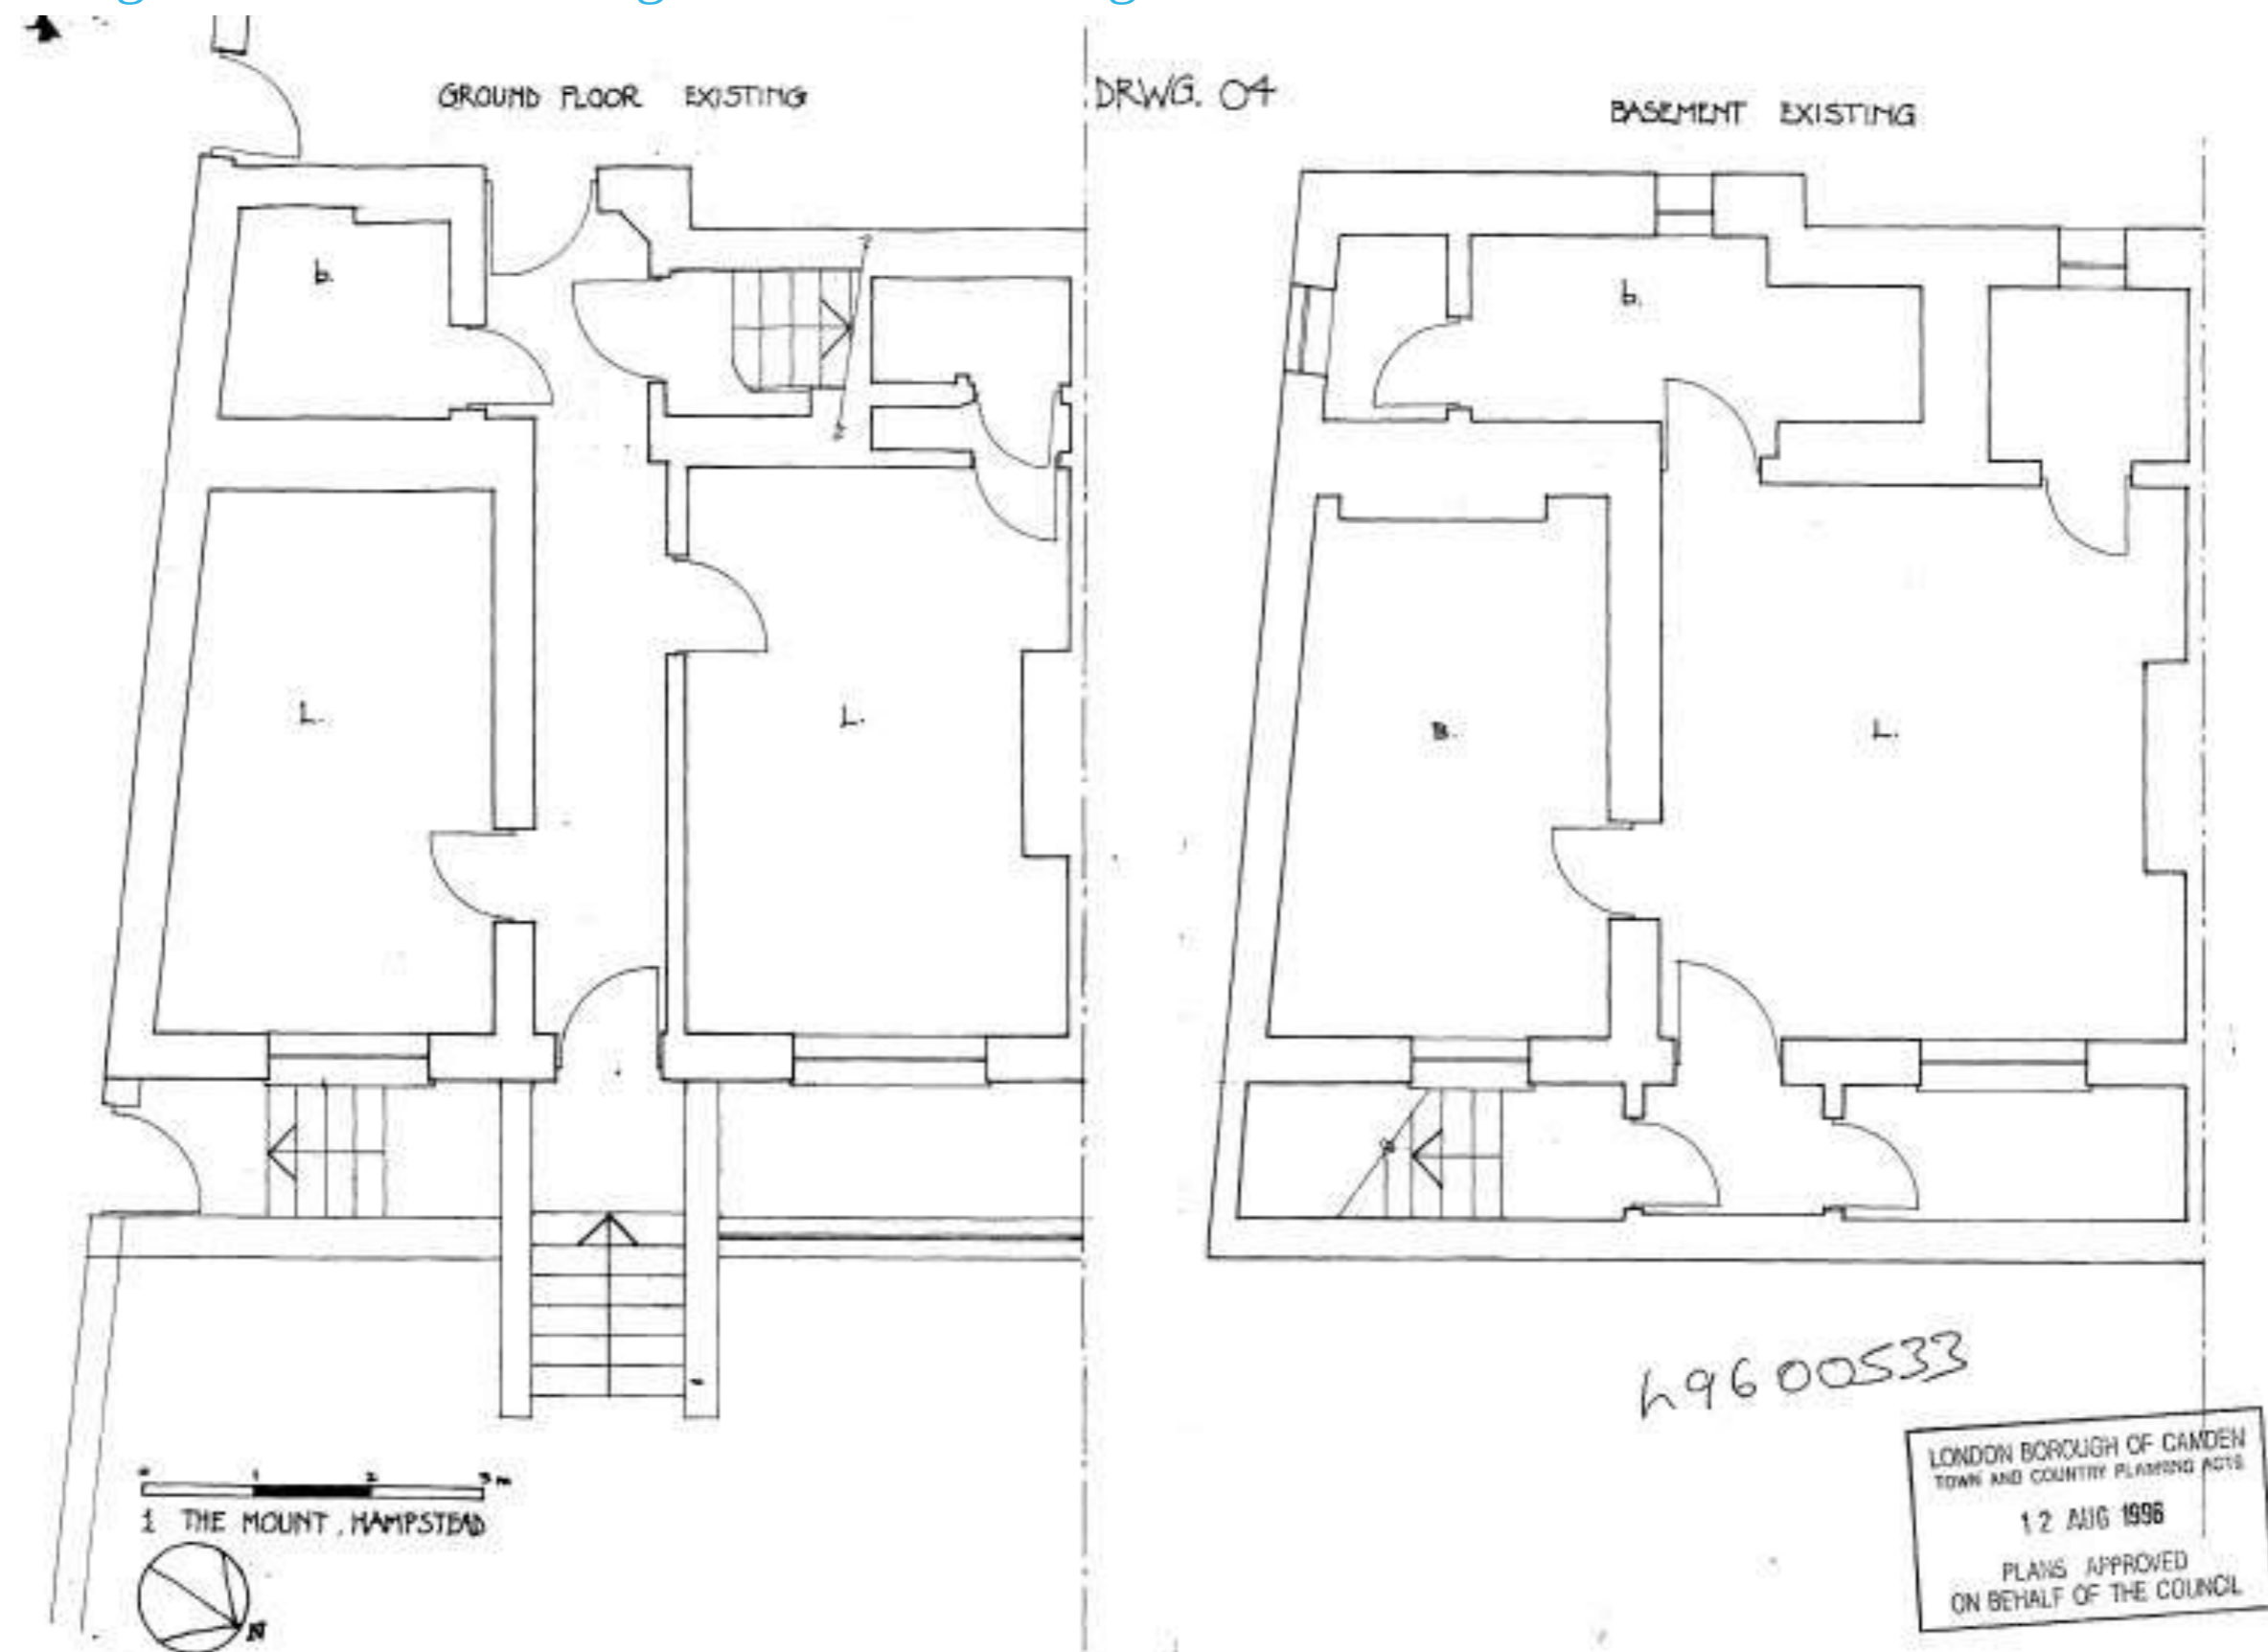 GROUND FLOOR EXISTING
DRWG. 04
BASEMENT EXISTING
b.
b.
L.
L.
B.
L.
h9600533
0 1 2 3 m
1 THE MOUNT, HAMPSTEAD
N
LONDON BOROUGH OF CAMDEN
TOWN AND COUNTRY PLANNING ACTS
12 AUG 1996
PLANS APPROVED
ON BEHALF OF THE COUNCIL